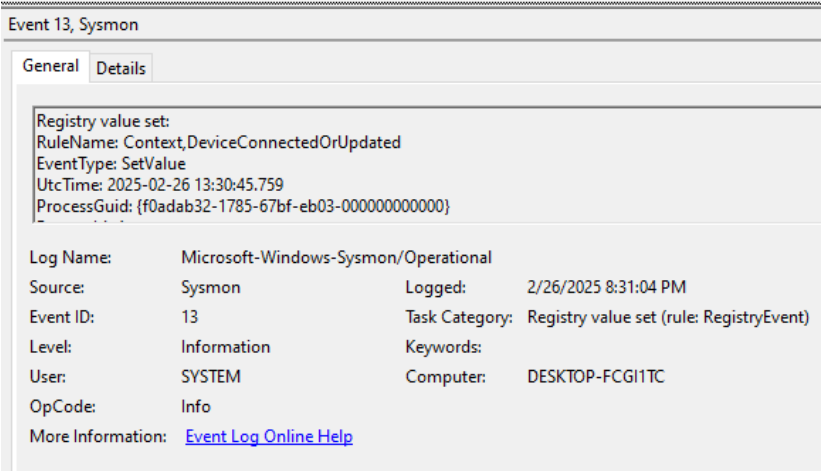 Event 13, Sysmon
General Details
Registry value set:
RuleName: Context,DeviceConnectedOrUpdated
EventType: SetValue
UtcTime: 2025-02-26 13:30:45.759
ProcessGuid: {f0adab32-1785-67bf-eb03-000000000000}
Log Name: Microsoft-Windows-Sysmon/Operational
Source: Sysmon Logged: 2/26/2025 8:31:04 PM
Event ID: 13 Task Category: Registry value set (rule: RegistryEvent)
Level: Information Keywords:
User: SYSTEM Computer: DESKTOP-FCGI1TC
OpCode: Info
More Information: Event Log Online Help